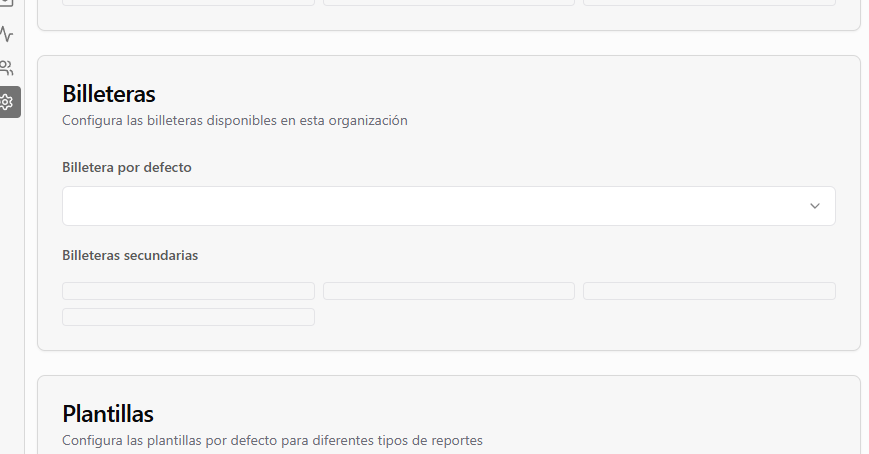 Billeteras
Configura las billeteras disponibles en esta organización
Billetera por defecto
Billeteras secundarias
Plantillas
Configura las plantillas por defecto para diferentes tipos de reportes